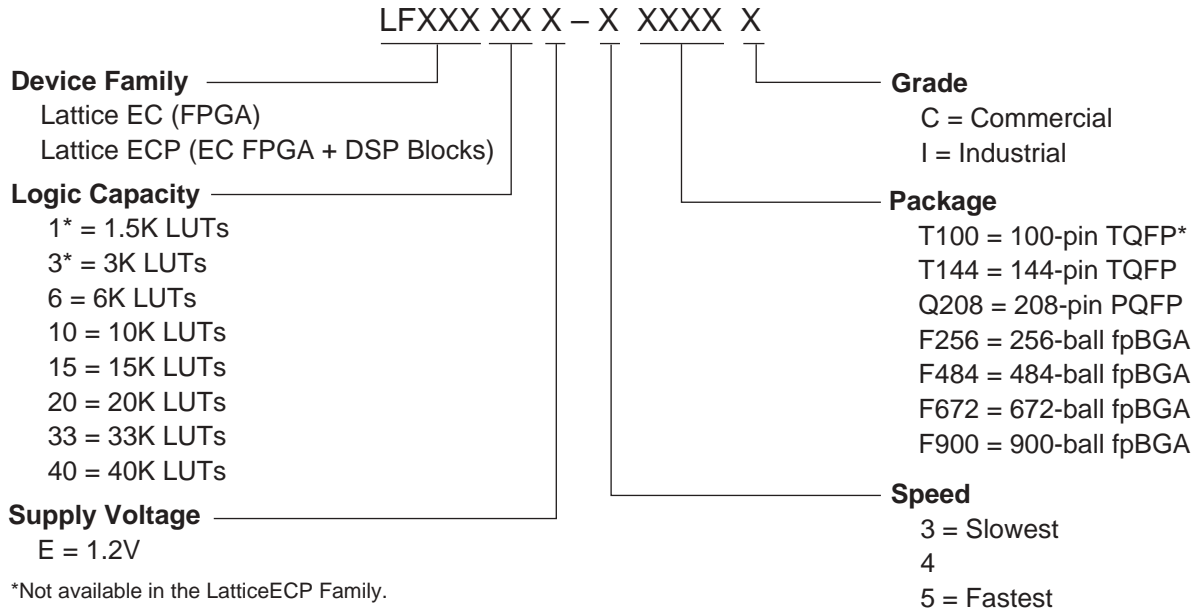 LFXXX XX X – X XXXX X
Device Family
Lattice EC (FPGA)
Lattice ECP (EC FPGA + DSP Blocks)
Logic Capacity
1* = 1.5K LUTs
3* = 3K LUTs
6 = 6K LUTs
10 = 10K LUTs
15 = 15K LUTs
20 = 20K LUTs
33 = 33K LUTs
40 = 40K LUTs
Supply Voltage
E = 1.2V
*Not available in the LatticeECP Family.
Grade
C = Commercial
I = Industrial
Package
T100 = 100-pin TQFP*
T144 = 144-pin TQFP
Q208 = 208-pin PQFP
F256 = 256-ball fpBGA
F484 = 484-ball fpBGA
F672 = 672-ball fpBGA
F900 = 900-ball fpBGA
Speed
3 = Slowest
4
5 = Fastest